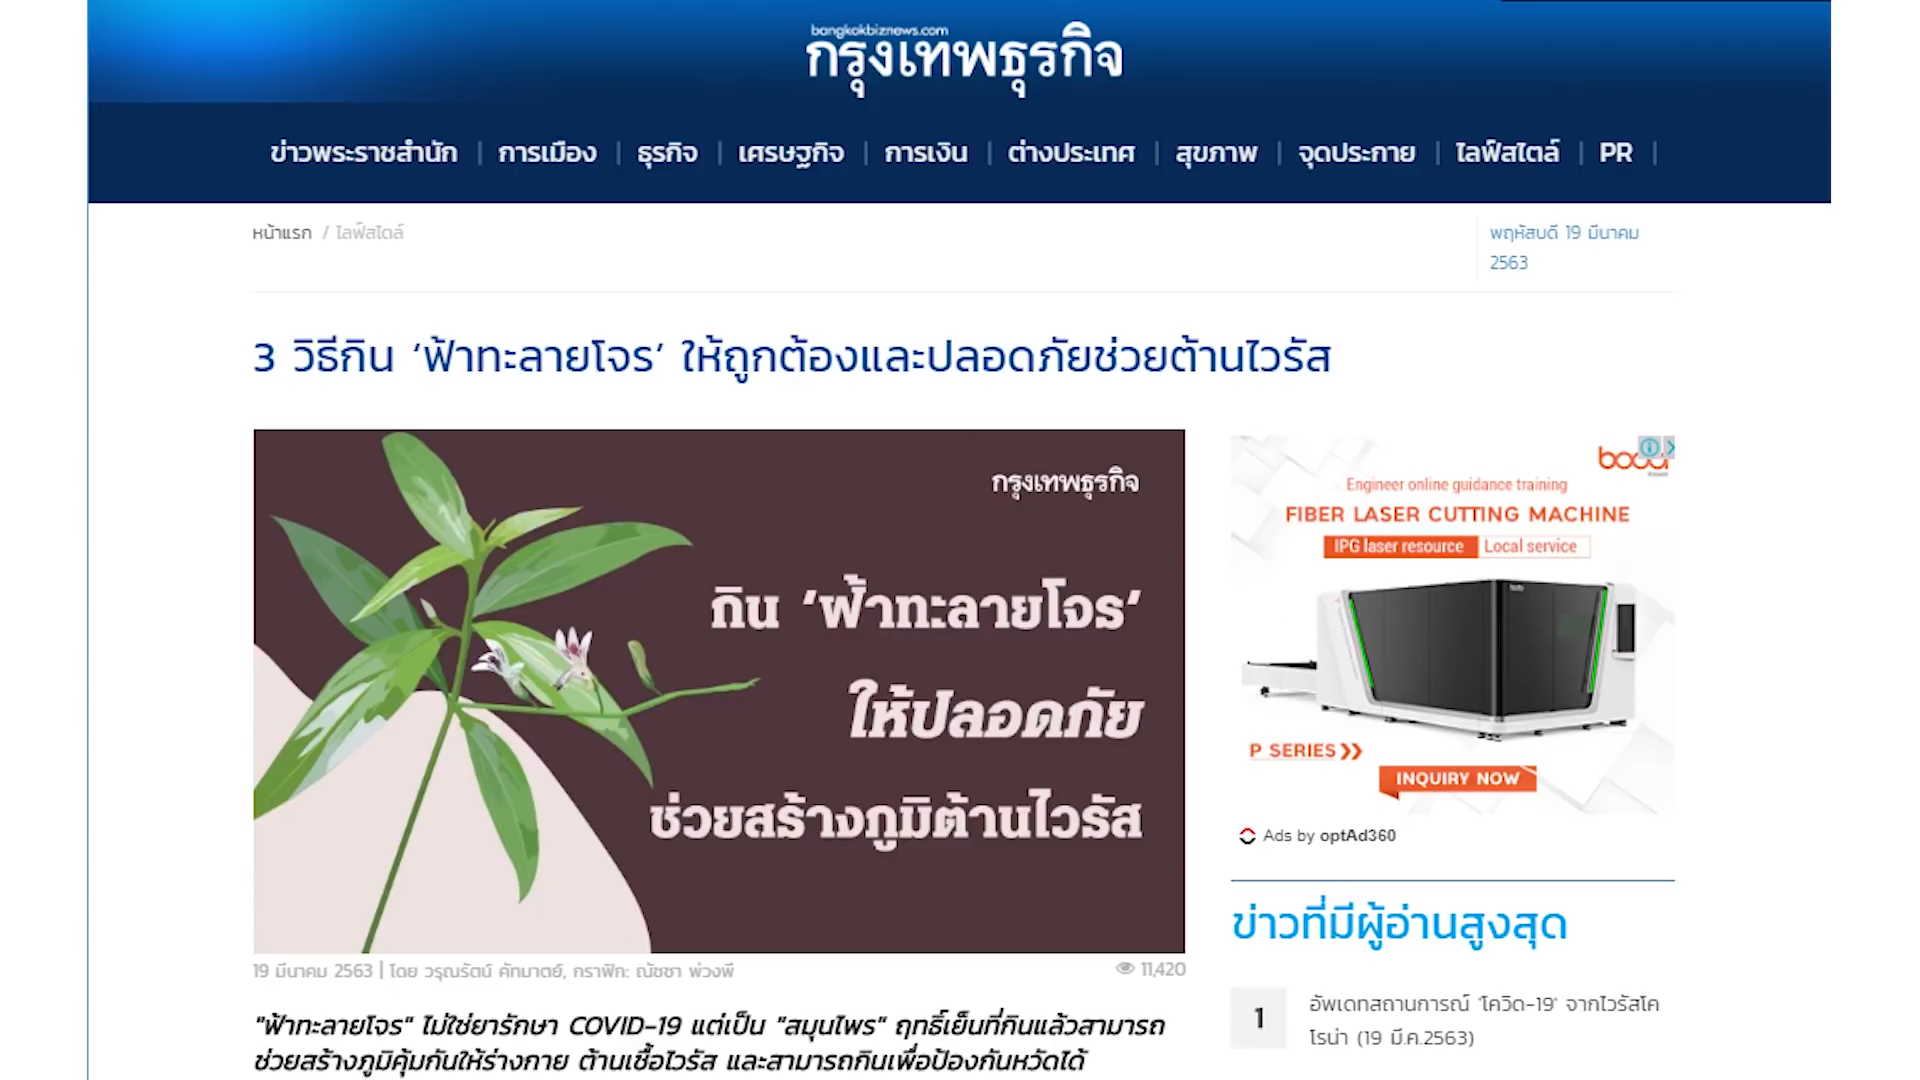 bangkokbiznews.com
กรุงเทพธุรกิจ
ข่าวพระราชสำนัก | การเมือง | ธุรกิจ | เศรษฐกิจ | การเงิน | ต่างประเทศ | สุขภาพ | จุดประกาย | ไลฟ์สไตล์ | PR |
หน้าแรก / ไลฟ์สไตล์
พฤหัสบดี 19 มีนาคม
2563
3 วิธีกิน ‘ฟ้าทะลายโจร’ ให้ถูกต้องและปลอดภัยช่วยต้านไวรัส
กรุงเทพธุรกิจ
กิน ‘ฟ้าทะลายโจร’
ให้ปลอดภัย
ช่วยสร้างภูมิต้านไวรัส
19 มีนาคม 2563 | โดย วรุณรัตน์ คัทมาตย์, กราฟิก: ณัชชา พ่วงพี
11,420
"ฟ้าทะลายโจร" ไม่ใช่ยารักษา COVID-19 แต่เป็น "สมุนไพร" ฤทธิ์เย็นที่กินแล้วสามารถ
ช่วยสร้างภูมิคุ้มกันให้ร่างกาย ต้านเชื้อไวรัส และสามารถกินเพื่อป้องกันหวัดได้
Engineer online guidance training
FIBER LASER CUTTING MACHINE
IPG laser resource Local service
P SERIES
INQUIRY NOW
Ads by optAd360
ข่าวที่มีผู้อ่านสูงสุด
1
อัพเดทสถานการณ์ 'โควิด-19' จากไวรัสโค
โรน่า (19 มี.ค.2563)